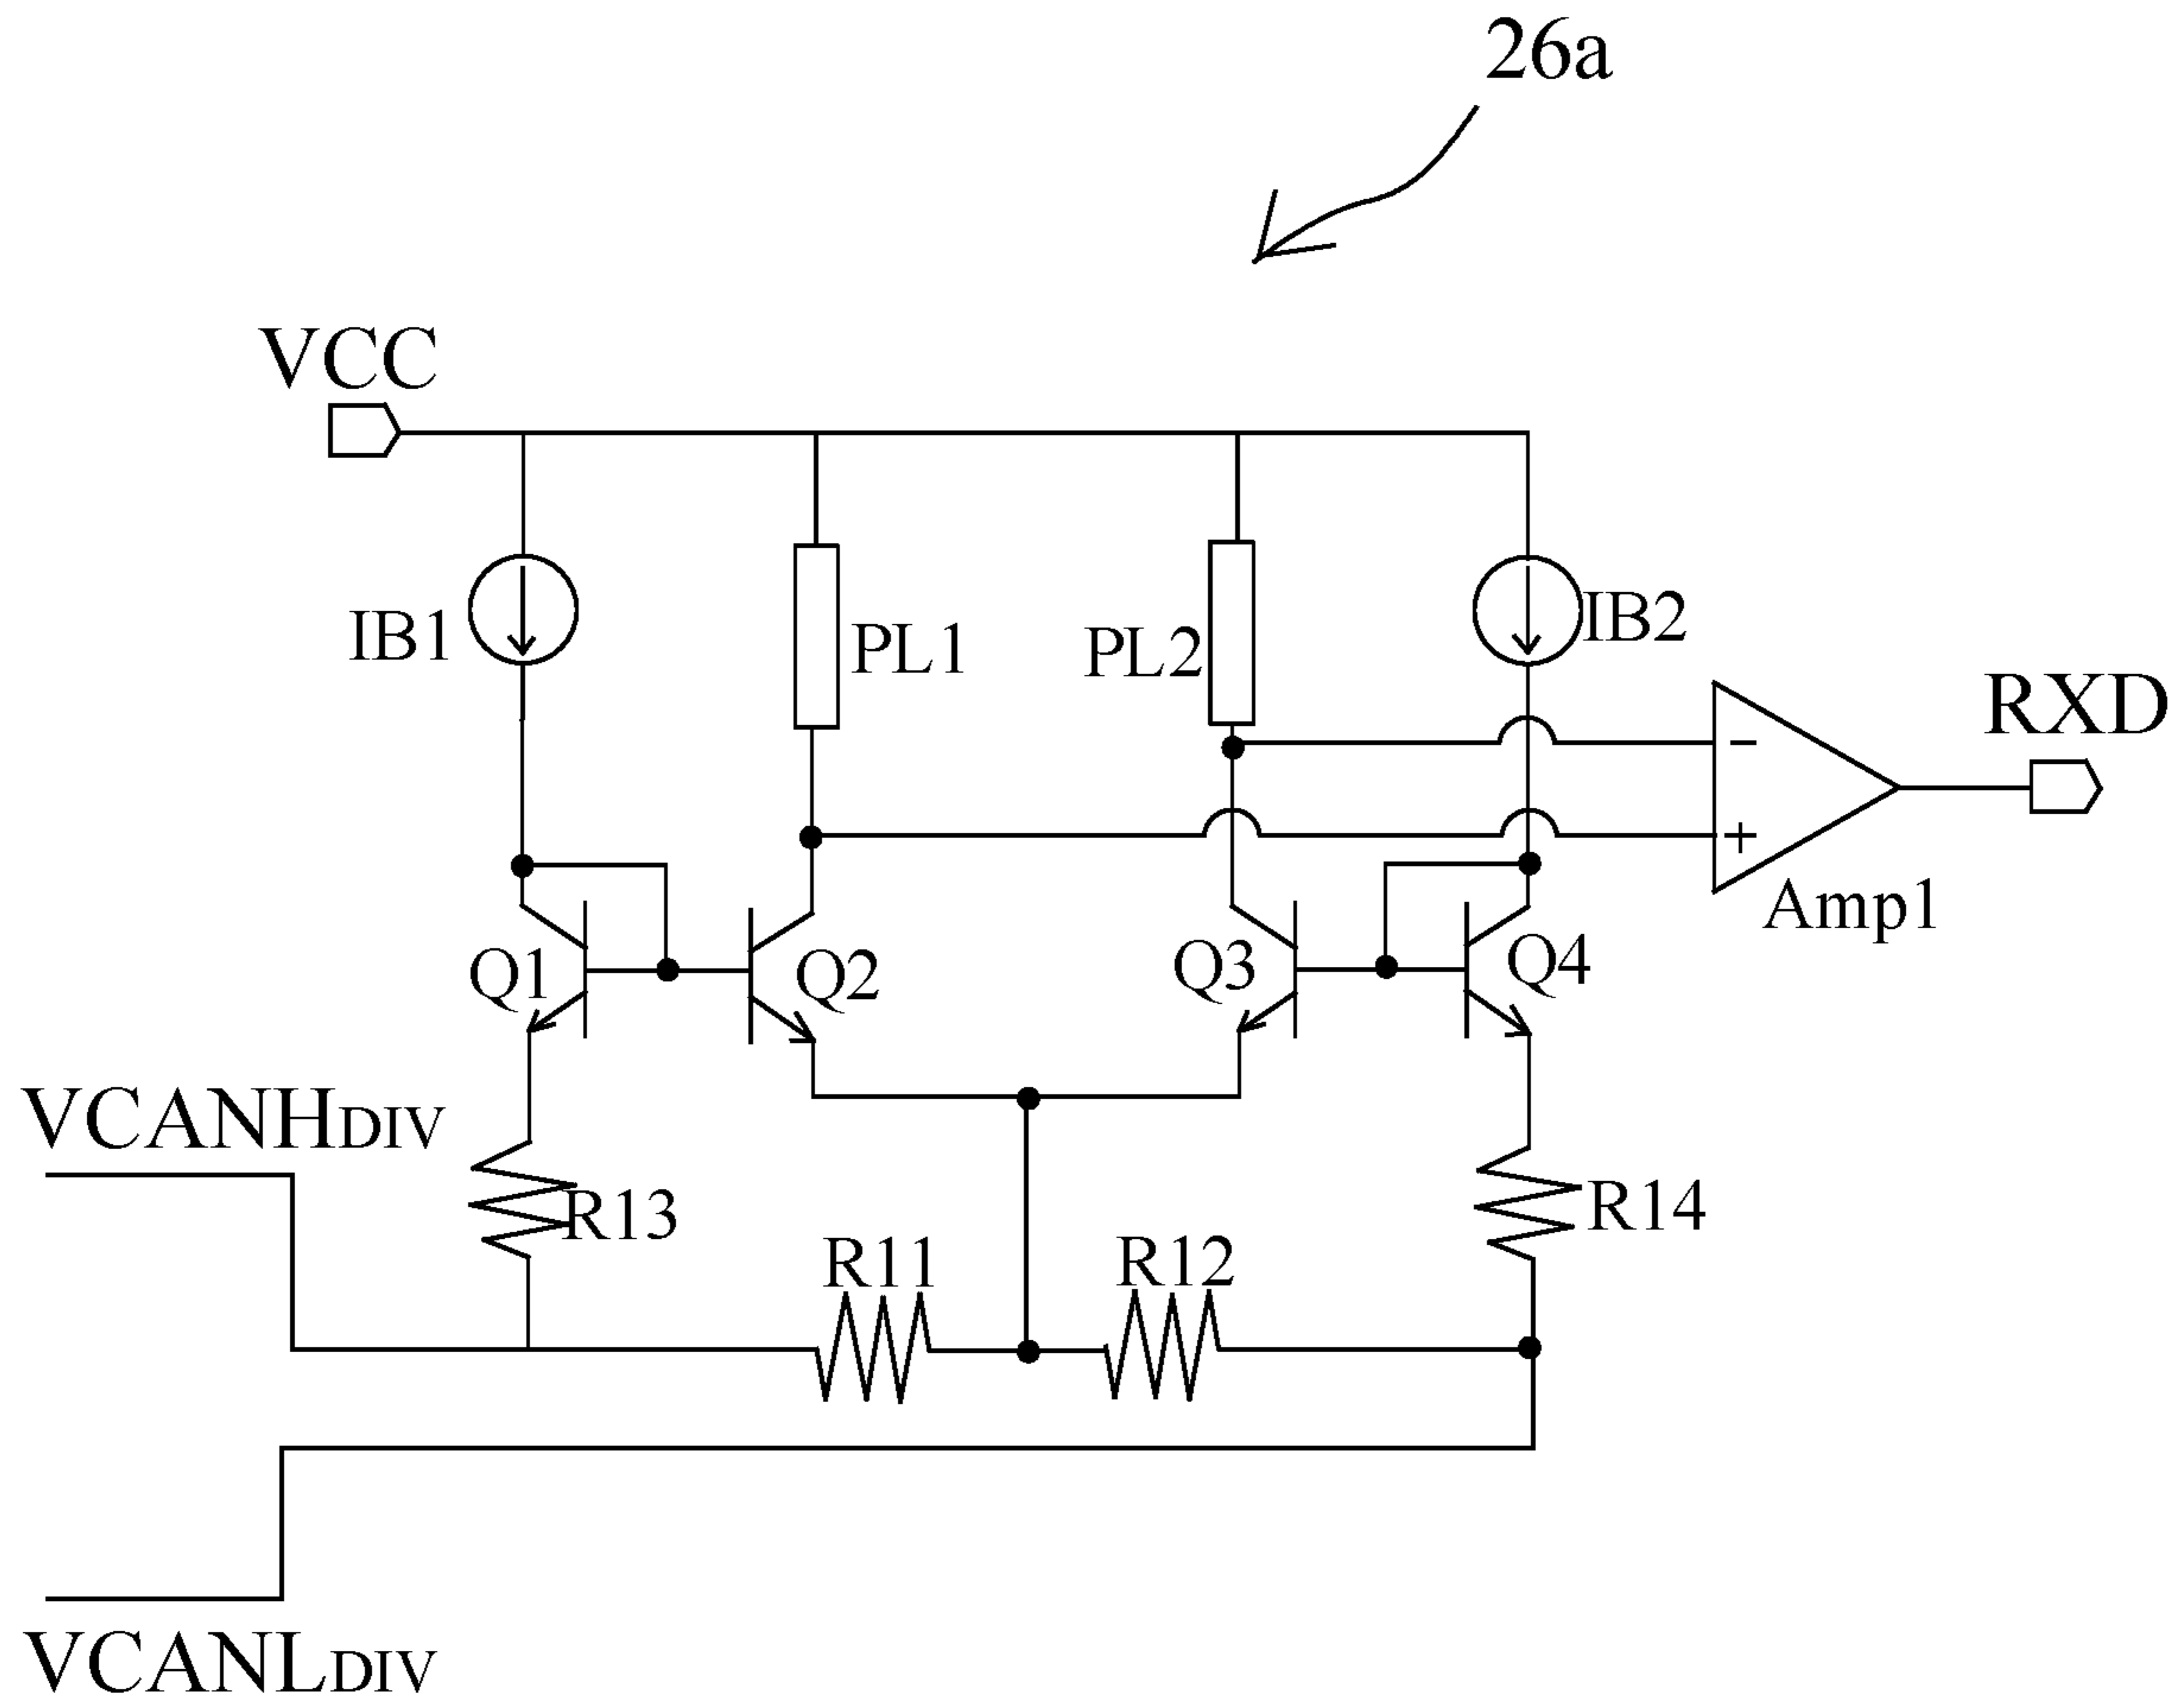 26a
VCC
IB1
PL1
PL2
IB2
RXD
−
+
Amp1
Q1
Q2
Q3
Q4
VCANHDIV
R13
R14
R11
R12
VCANLDIV